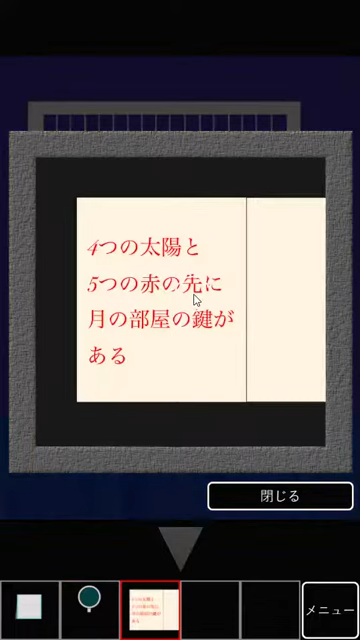 4つの太陽と
5つの赤の先に
月の部屋の鍵が
ある
閉じる
メニュー